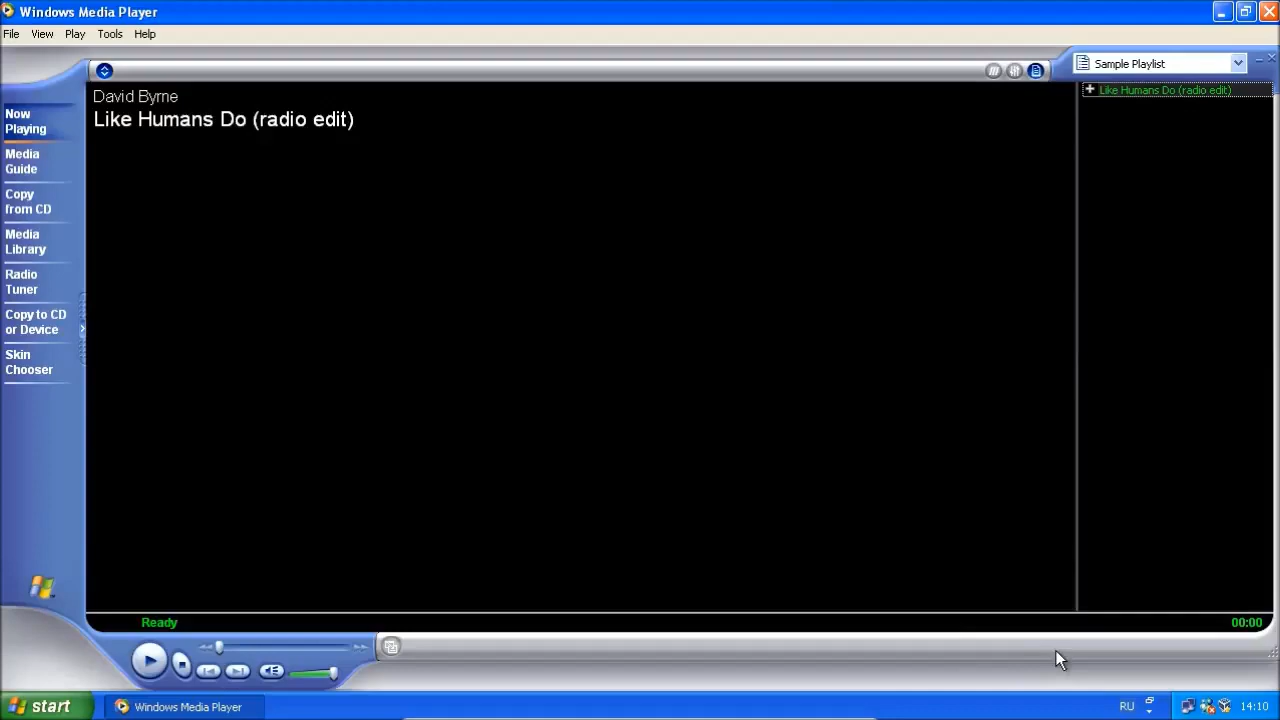 Windows Media Player
File View Play Tools Help
Sample Playlist
Now
Playing
Media
Guide
Copy
from CD
Media
Library
Radio
Tuner
Copy to CD
or Device
Skin
Chooser
David Byrne
Like Humans Do (radio edit)
Like Humans Do (radio edit)
Ready
00:00
start
Windows Media Player
RU
14:10